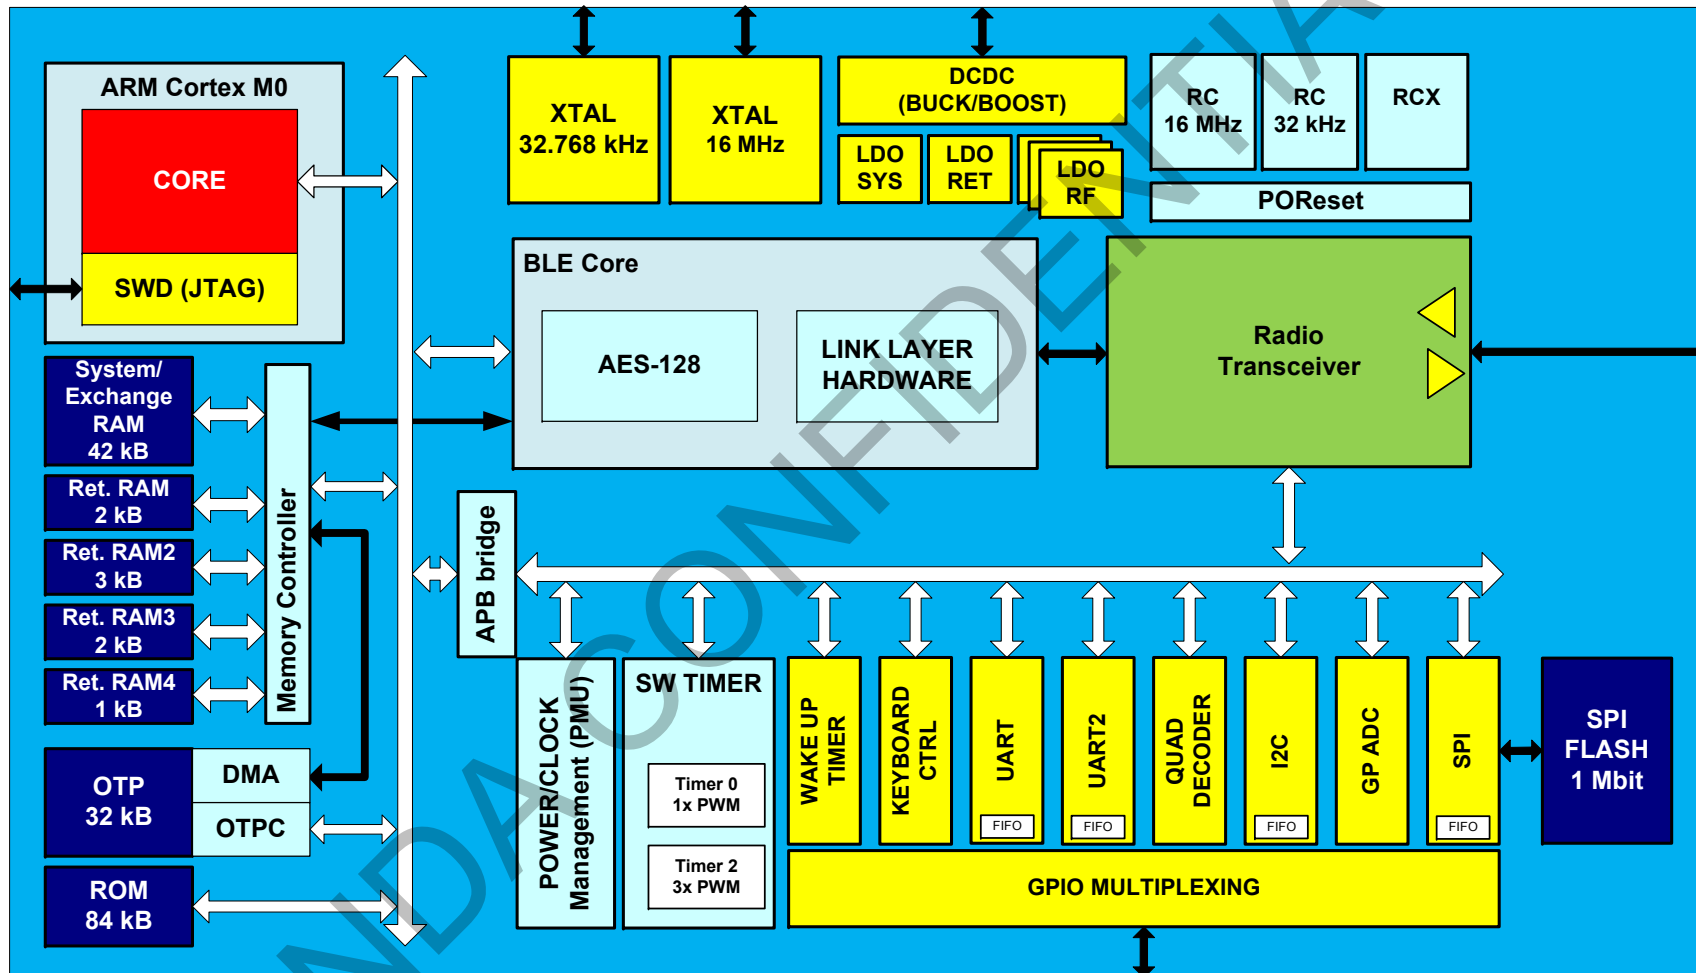 ARM Cortex M0
CORE
SWD (JTAG)
XTAL
32.768 kHz
XTAL
16 MHz
DCDC
(BUCK/BOOST)
LDO
SYS
LDO
RET
LDO
RF
RC
16 MHz
RC
32 kHz
RCX
POReset
BLE Core
AES-128
LINK LAYER
HARDWARE
Radio
Transceiver
System/
Exchange
RAM
42 kB
Ret. RAM
2 kB
Ret. RAM2
3 kB
Ret. RAM3
2 kB
Ret. RAM4
1 kB
Memory Controller
OTP
32 kB
DMA
OTPC
ROM
84 kB
APB bridge
POWER/CLOCK
Management (PMU)
SW TIMER
Timer 0
1x PWM
Timer 2
3x PWM
WAKE UP
TIMER
KEYBOARD
CTRL
UART
FIFO
UART2
FIFO
QUAD
DECODER
I2C
FIFO
GP ADC
SPI
FIFO
SPI
FLASH
1 Mbit
GPIO MULTIPLEXING
NDA CONFIDENTIA